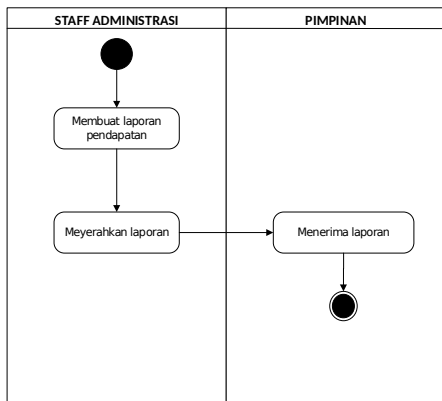 STAFF ADMINISTRASI
PIMPINAN
Membuat laporan
pendapatan
Meyerahkan laporan
Menerima laporan